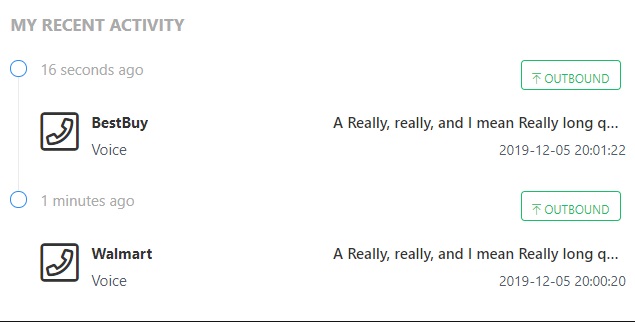 MY RECENT ACTIVITY
16 seconds ago OUTBOUND
BestBuy A Really, really, and I mean Really long q...
Voice 2019-12-05 20:01:22
1 minutes ago OUTBOUND
Walmart A Really, really, and I mean Really long q...
Voice 2019-12-05 20:00:20